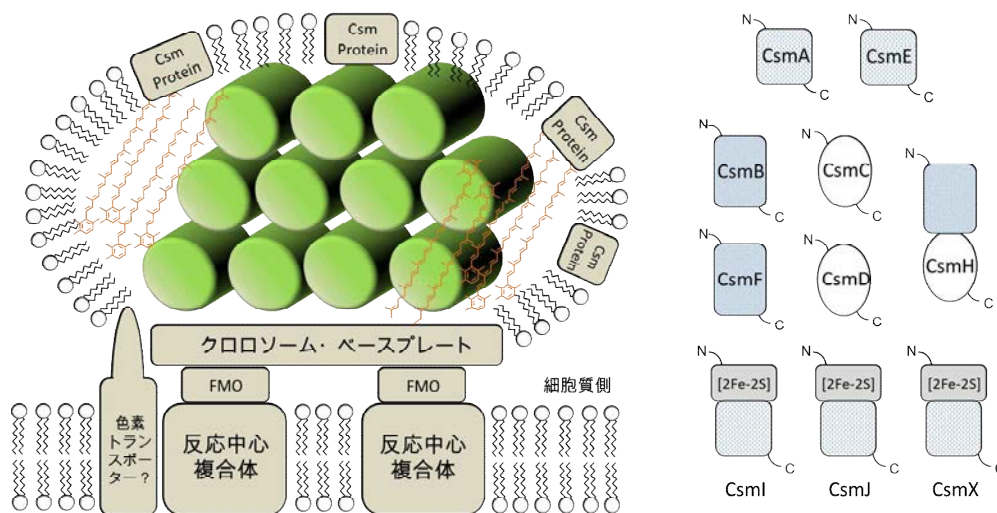 Csm
Protein
Csm
Protein
Csm
Protein
Csm
Protein
クロロソーム・ベースプレート
FMO
FMO
細胞質側
色素
トラン
スポー
ター？
反応中心
複合体
反応中心
複合体
N
CsmA
C
N
CsmE
C
N
CsmB
C
N
CsmC
C
N
CsmH
C
N
CsmF
C
N
CsmD
C
N
[2Fe-2S]
C
CsmI
N
[2Fe-2S]
C
CsmJ
N
[2Fe-2S]
C
CsmX